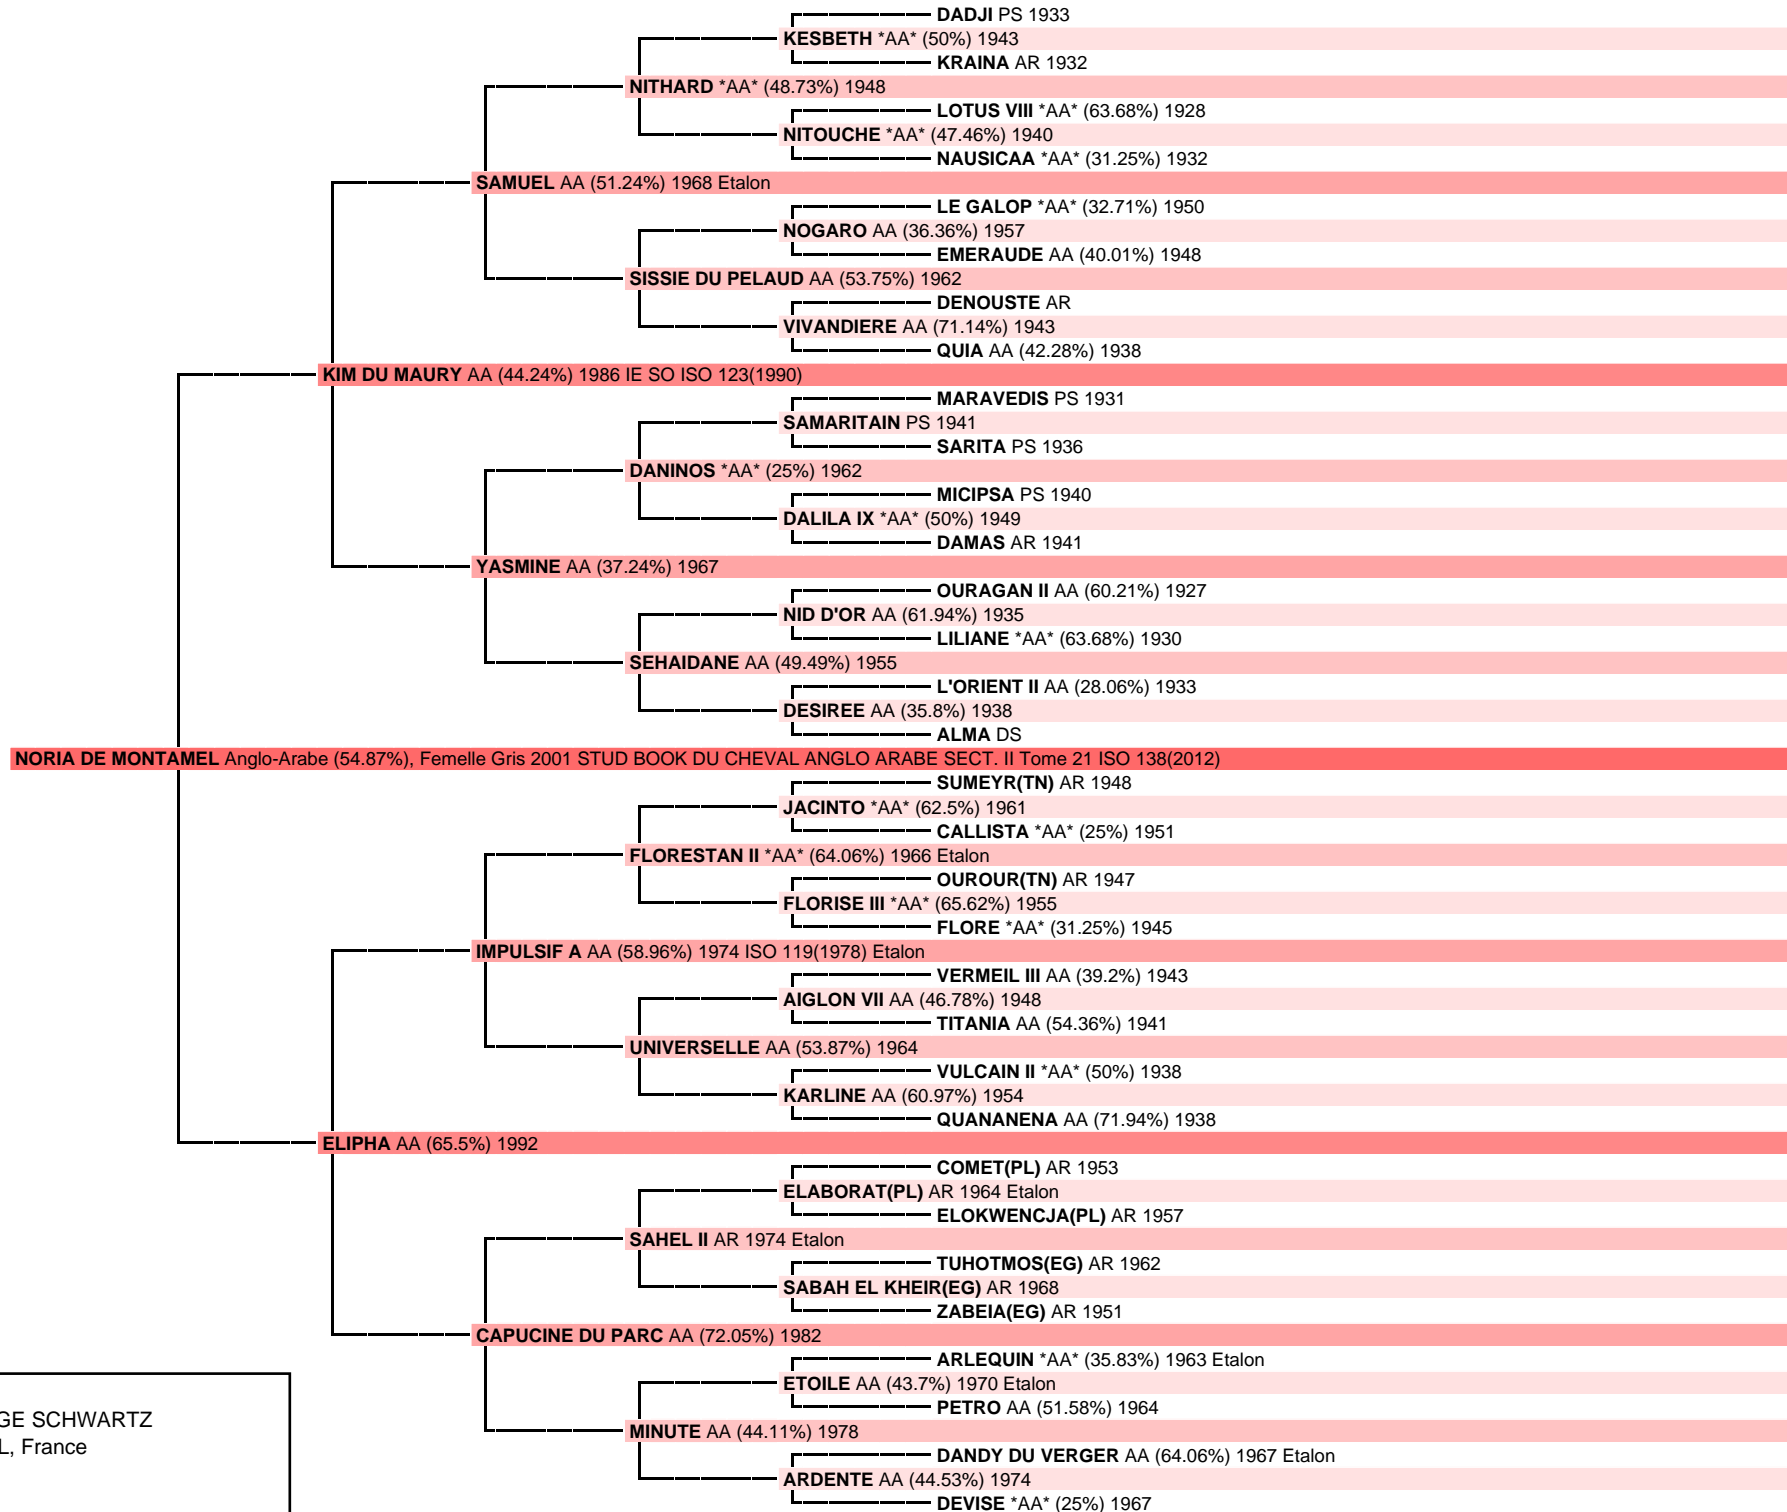 DADJI PS 1933
KESBETH *AA* (50%) 1943
KRAINA AR 1932
NITHARD *AA* (48.73%) 1948
LOTUS VIII *AA* (63.68%) 1928
NITOUCHE *AA* (47.46%) 1940
NAUSICAA *AA* (31.25%) 1932
SAMUEL AA (51.24%) 1968 Etalon
LE GALOP *AA* (32.71%) 1950
NOGARO AA (36.36%) 1957
EMERAUDE AA (40.01%) 1948
SISSIE DU PELAUD AA (53.75%) 1962
DENOUSTE AR
VIVANDIERE AA (71.14%) 1943
QUIA AA (42.28%) 1938
KIM DU MAURY AA (44.24%) 1986 IE SO ISO 123(1990)
MARAVEDIS PS 1931
SAMARITAIN PS 1941
SARITA PS 1936
DANINOS *AA* (25%) 1962
MICIPSA PS 1940
DALILA IX *AA* (50%) 1949
DAMAS AR 1941
YASMINE AA (37.24%) 1967
OURAGAN II AA (60.21%) 1927
NID D'OR AA (61.94%) 1935
LILIANE *AA* (63.68%) 1930
SEHAIDANE AA (49.49%) 1955
L'ORIENT II AA (28.06%) 1933
DESIREE AA (35.8%) 1938
ALMA DS
NORIA DE MONTAMEL Anglo-Arabe (54.87%), Femelle Gris 2001 STUD BOOK DU CHEVAL ANGLO ARABE SECT. II Tome 21 ISO 138(2012)
SUMEYR(TN) AR 1948
JACINTO *AA* (62.5%) 1961
CALLISTA *AA* (25%) 1951
FLORESTAN II *AA* (64.06%) 1966 Etalon
OUROUR(TN) AR 1947
FLORISE III *AA* (65.62%) 1955
FLORE *AA* (31.25%) 1945
IMPULSIF A AA (58.96%) 1974 ISO 119(1978) Etalon
VERMEIL III AA (39.2%) 1943
AIGLON VII AA (46.78%) 1948
TITANIA AA (54.36%) 1941
UNIVERSELLE AA (53.87%) 1964
VULCAIN II *AA* (50%) 1938
KARLINE AA (60.97%) 1954
QUANANENA AA (71.94%) 1938
ELIPHA AA (65.5%) 1992
COMET(PL) AR 1953
ELABORAT(PL) AR 1964 Etalon
ELOKWENCJA(PL) AR 1957
SAHEL II AR 1974 Etalon
TUHOTMOS(EG) AR 1962
SABAH EL KHEIR(EG) AR 1968
ZABEIA(EG) AR 1951
CAPUCINE DU PARC AA (72.05%) 1982
ARLEQUIN *AA* (35.83%) 1963 Etalon
ETOILE AA (43.7%) 1970 Etalon
PETRO AA (51.58%) 1964
MINUTE AA (44.11%) 1978
DANDY DU VERGER AA (64.06%) 1967 Etalon
ARDENTE AA (44.53%) 1974
DEVISE *AA* (25%) 1967
GE SCHWARTZ
L, France